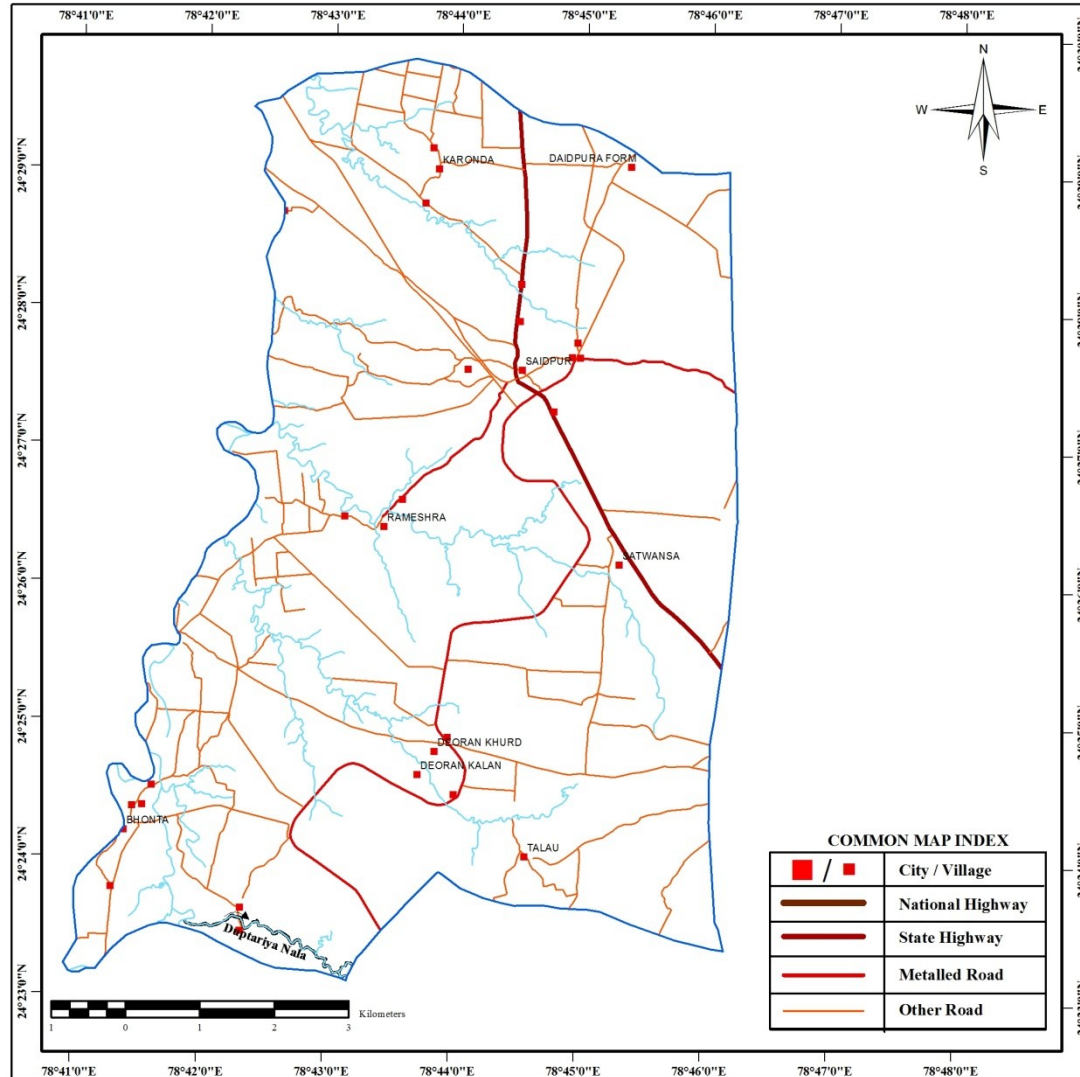 78°41'0"E 78°42'0"E 78°43'0"E 78°44'0"E 78°45'0"E 78°46'0"E 78°47'0"E 78°48'0"E
N
W E
S
24°29'0"N
24°28'0"N
24°27'0"N
24°26'0"N
24°25'0"N
24°24'0"N
24°23'0"N
KARONDA
DAIDPURA FORM
SAIDPUR
RAMESHRA
SATWANSA
DEORAN KHURD
DEORAN KALAN
BHONTA
TALAU
Duptariya Nala
COMMON MAP INDEX
/ City / Village
National Highway
State Highway
Metalled Road
Other Road
1 0 1 2 3 Kilometers
78°41'0"E 78°42'0"E 78°43'0"E 78°44'0"E 78°45'0"E 78°46'0"E 78°47'0"E 78°48'0"E